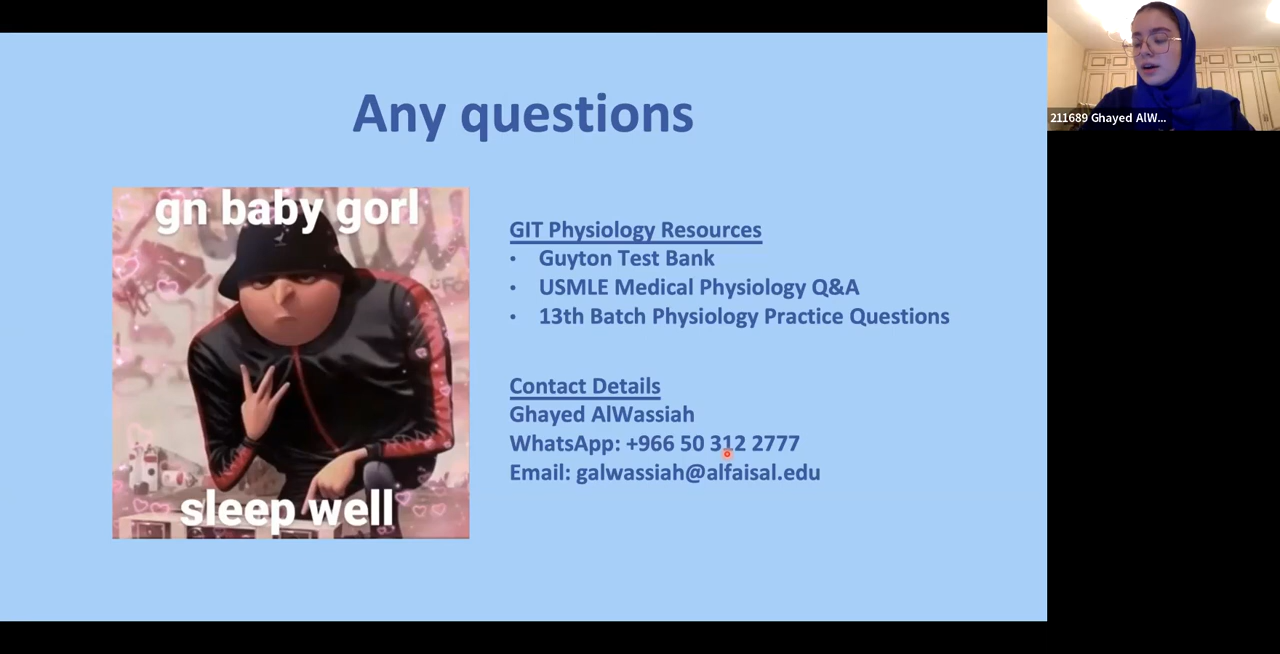 Any questions
gn baby gorl
sleep well
GIT Physiology Resources
• Guyton Test Bank
• USMLE Medical Physiology Q&A
• 13th Batch Physiology Practice Questions
Contact Details
Ghayed AlWassiah
WhatsApp: +966 50 312 2777
Email: galwassiah@alfaisal.edu
211689 Ghayed AlW...